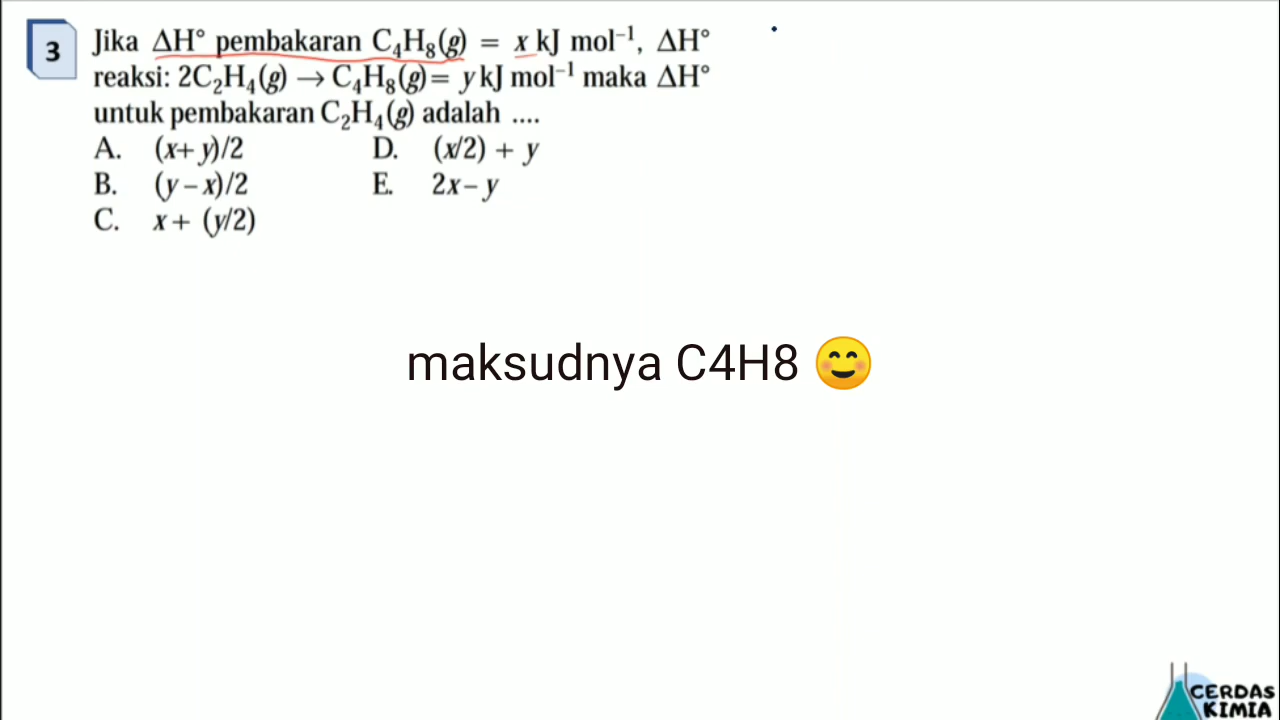 3
Jika ΔH° pembakaran C₄H₈(g) = x kJ mol⁻¹, ΔH°
reaksi: 2C₂H₄(g) → C₄H₈(g)= y kJ mol⁻¹ maka ΔH°
untuk pembakaran C₂H₄(g) adalah ....
A. (x+ y)/2 D. (x/2) + y
B. (y – x)/2 E. 2x – y
C. x + (y/2)
maksudnya C4H8 😊
CERDAS
KIMIA